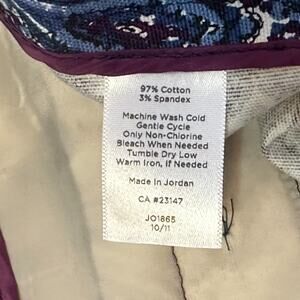 97% Cotton
3% Spandex
Machine Wash Cold
Gentle Cycle
Only Non-Chlorine
Bleach When Needed
Tumble Dry Low
Warm Iron, If Needed
Made in Jordan
CA #23147
JO1865
10/11